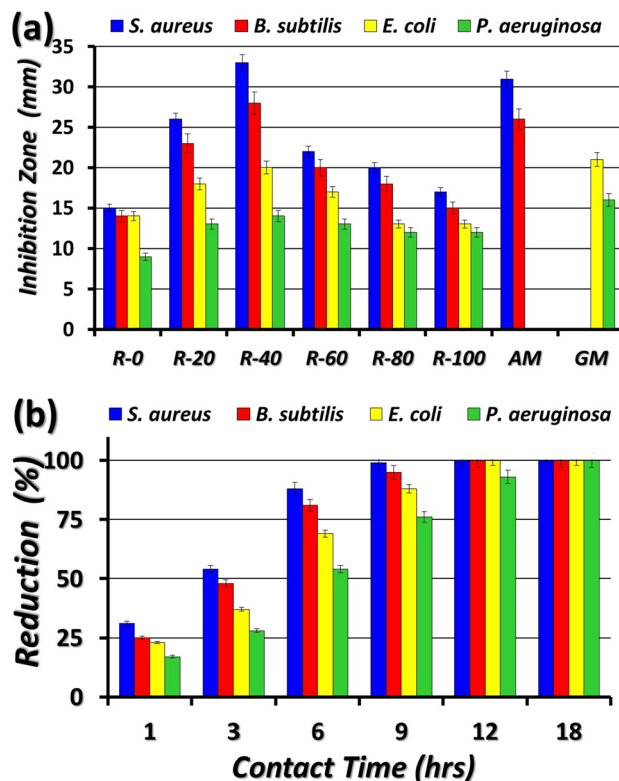 (a)
S. aureus B. subtilis E. coli P. aeruginosa
Inhibition Zone (mm)
35
30
25
20
15
10
5
0
R-0 R-20 R-40 R-60 R-80 R-100 AM GM
(b)
S. aureus B. subtilis E. coli P. aeruginosa
Reduction (%)
100
75
50
25
0
1 3 6 9 12 18
Contact Time (hrs)